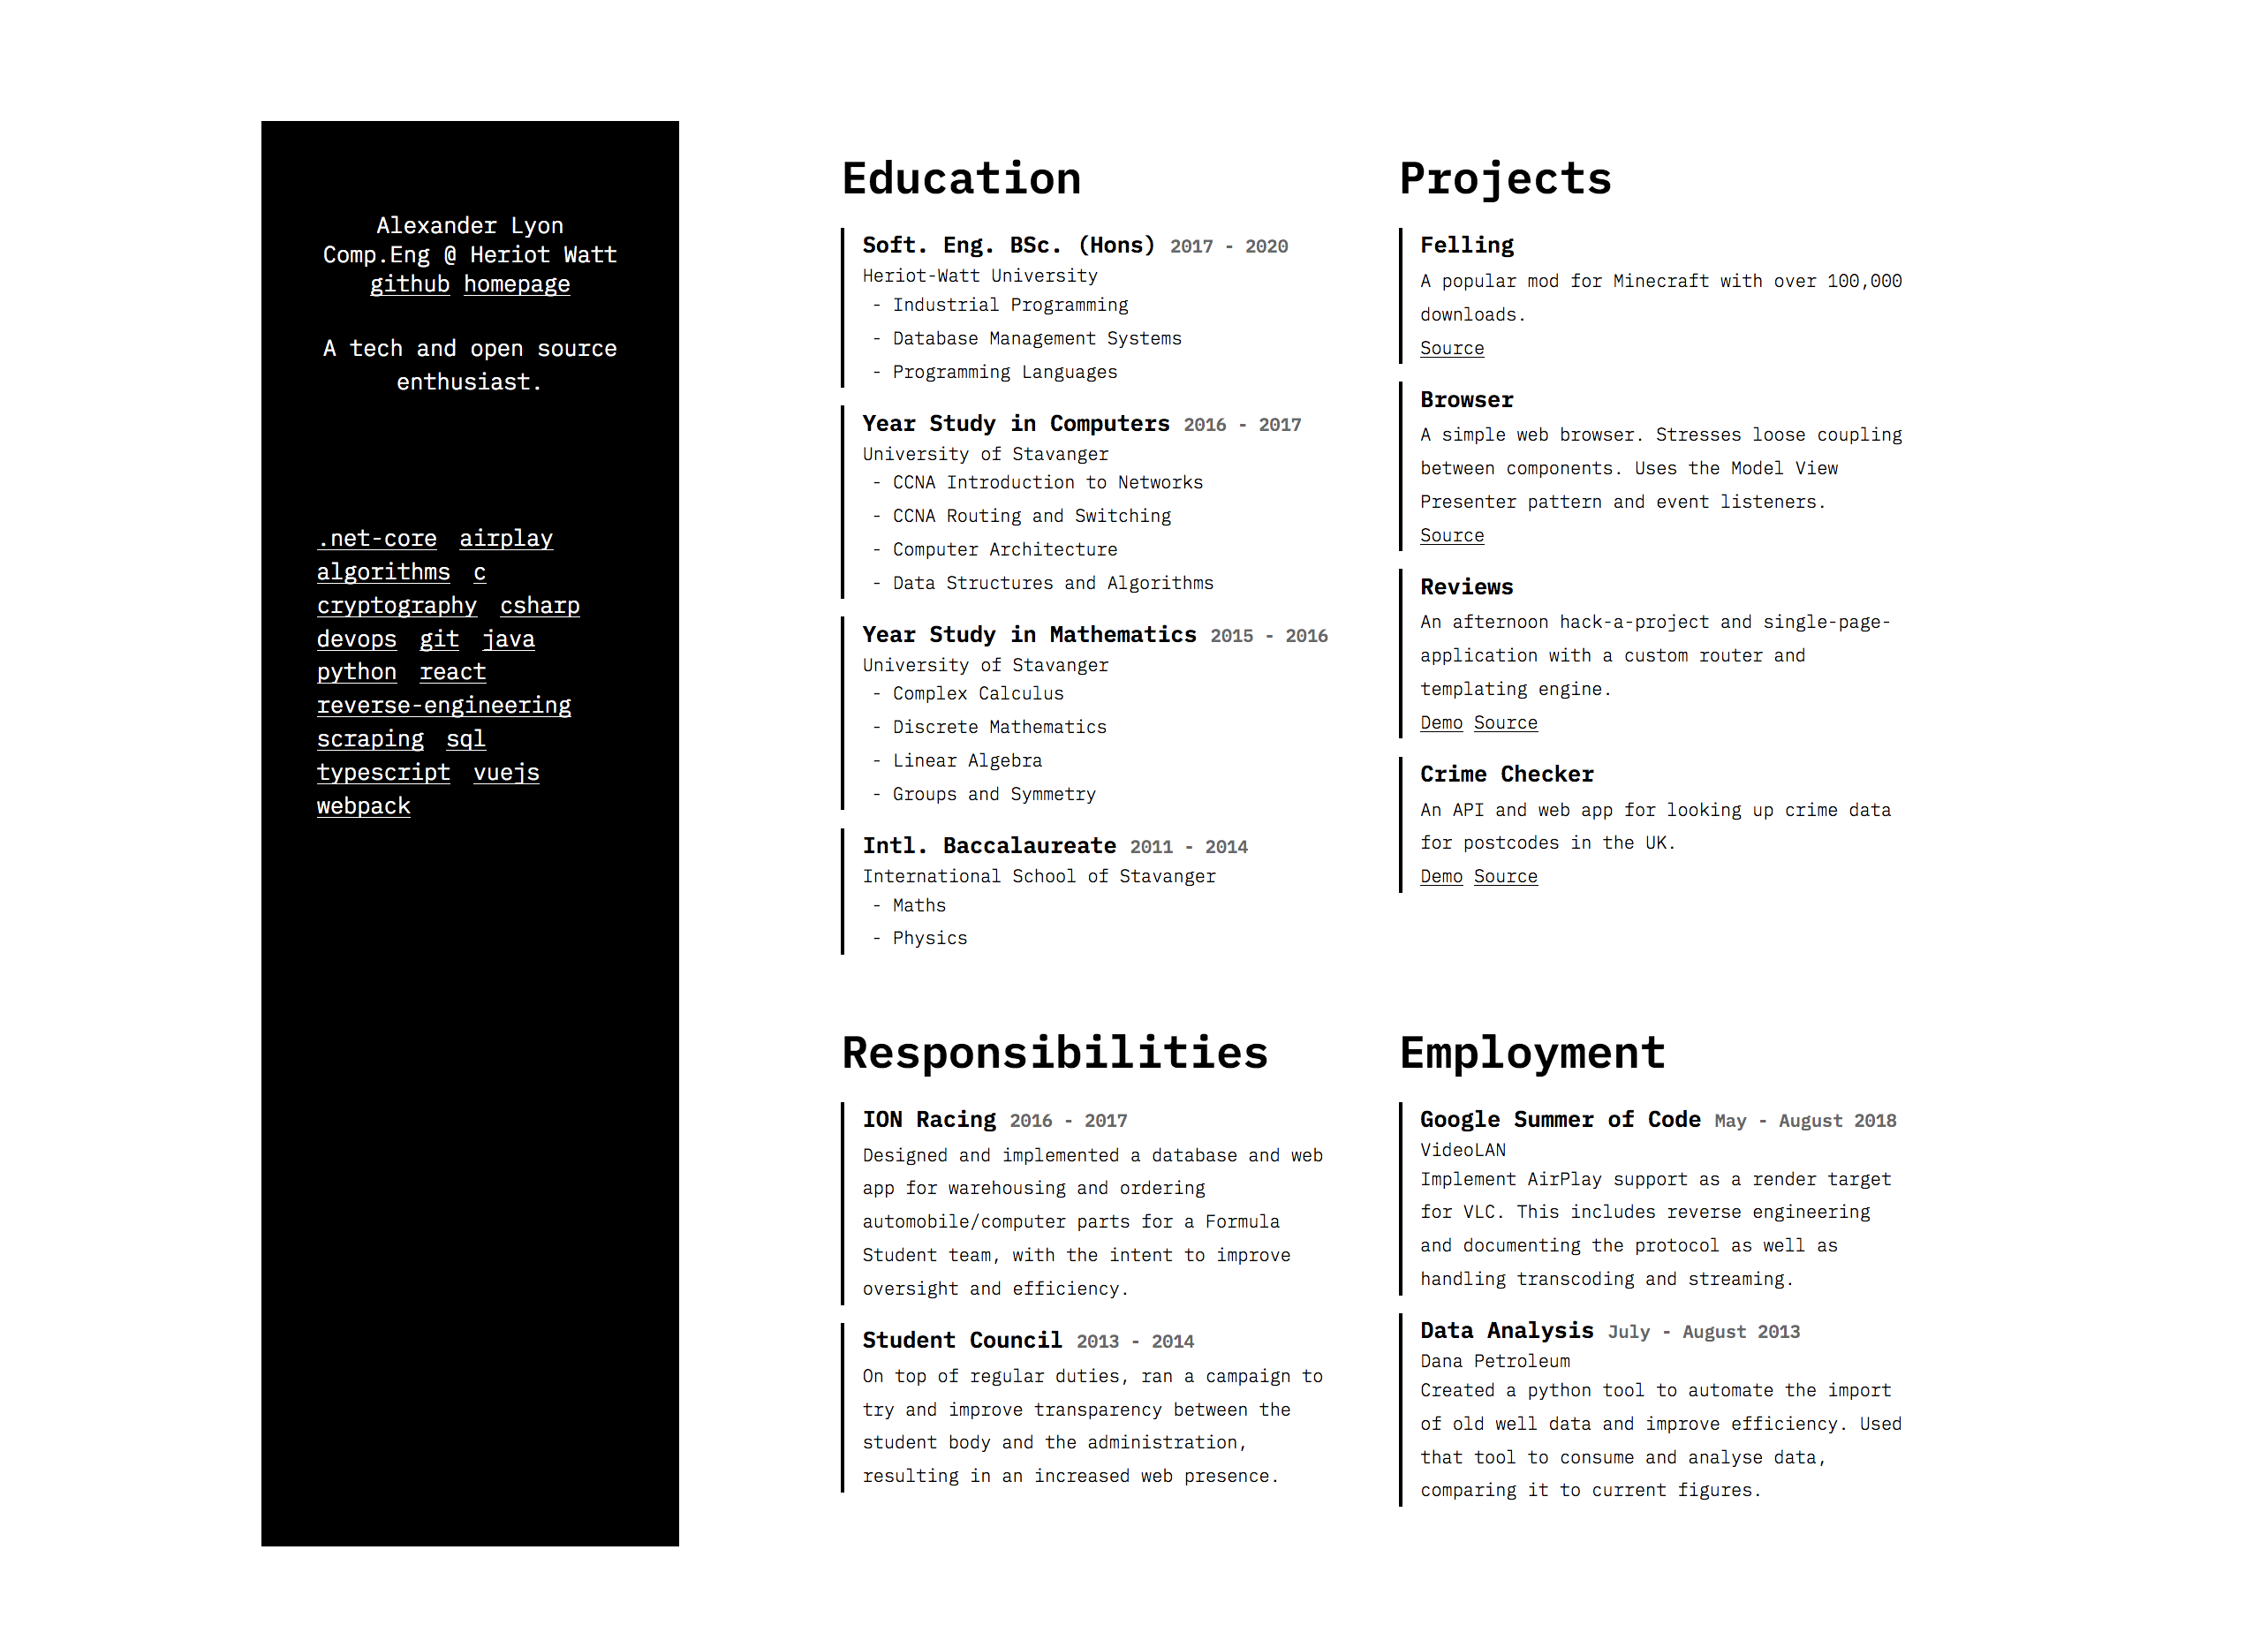 Alexander Lyon
Comp.Eng @ Heriot Watt
github homepage
A tech and open source
enthusiast.
.net-core airplay
algorithms c
cryptography csharp
devops git java
python react
reverse-engineering
scraping sql
typescript vuejs
webpack
Education
Soft. Eng. BSc. (Hons) 2017 - 2020
Heriot-Watt University
- Industrial Programming
- Database Management Systems
- Programming Languages
Year Study in Computers 2016 - 2017
University of Stavanger
- CCNA Introduction to Networks
- CCNA Routing and Switching
- Computer Architecture
- Data Structures and Algorithms
Year Study in Mathematics 2015 - 2016
University of Stavanger
- Complex Calculus
- Discrete Mathematics
- Linear Algebra
- Groups and Symmetry
Intl. Baccalaureate 2011 - 2014
International School of Stavanger
- Maths
- Physics
Projects
Felling
A popular mod for Minecraft with over 100,000
downloads.
Source
Browser
A simple web browser. Stresses loose coupling
between components. Uses the Model View
Presenter pattern and event listeners.
Source
Reviews
An afternoon hack-a-project and single-page-
application with a custom router and
templating engine.
Demo Source
Crime Checker
An API and web app for looking up crime data
for postcodes in the UK.
Demo Source
Responsibilities
ION Racing 2016 - 2017
Designed and implemented a database and web
app for warehousing and ordering
automobile/computer parts for a Formula
Student team, with the intent to improve
oversight and efficiency.
Student Council 2013 - 2014
On top of regular duties, ran a campaign to
try and improve transparency between the
student body and the administration,
resulting in an increased web presence.
Employment
Google Summer of Code May - August 2018
VideoLAN
Implement AirPlay support as a render target
for VLC. This includes reverse engineering
and documenting the protocol as well as
handling transcoding and streaming.
Data Analysis July - August 2013
Dana Petroleum
Created a python tool to automate the import
of old well data and improve efficiency. Used
that tool to consume and analyse data,
comparing it to current figures.